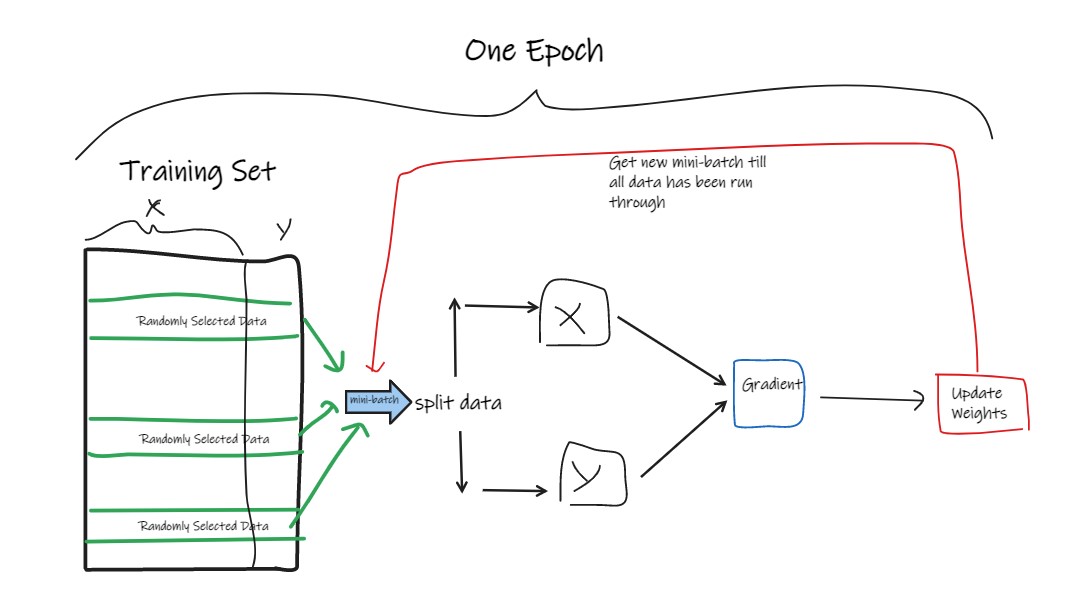 One Epoch
Get new mini-batch till
all data has been run
through
Training Set
X
y
Randomly Selected Data
Randomly Selected Data
Randomly Selected Data
mini-batch
split data
X
y
Gradient
Update
Weights